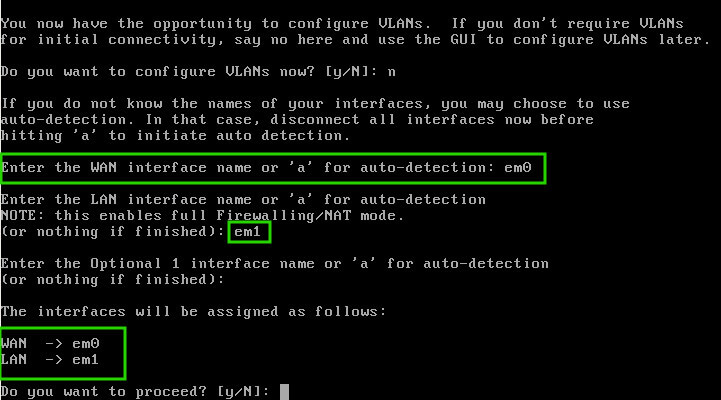 You now have the opportunity to configure VLANs.  If you don't require VLANs
for initial connectivity, say no here and use the GUI to configure VLANs later.
Do you want to configure VLANs now? [y/N]: n
If you do not know the names of your interfaces, you may choose to use
auto-detection. In that case, disconnect all interfaces now before
hitting 'a' to initiate auto detection.
Enter the WAN interface name or 'a' for auto-detection: em0
Enter the LAN interface name or 'a' for auto-detection
NOTE: this enables full Firewalling/NAT mode.
(or nothing if finished): em1
Enter the Optional 1 interface name or 'a' for auto-detection
(or nothing if finished):
The interfaces will be assigned as follows:
WAN  -> em0
LAN  -> em1
Do you want to proceed? [y/N]: